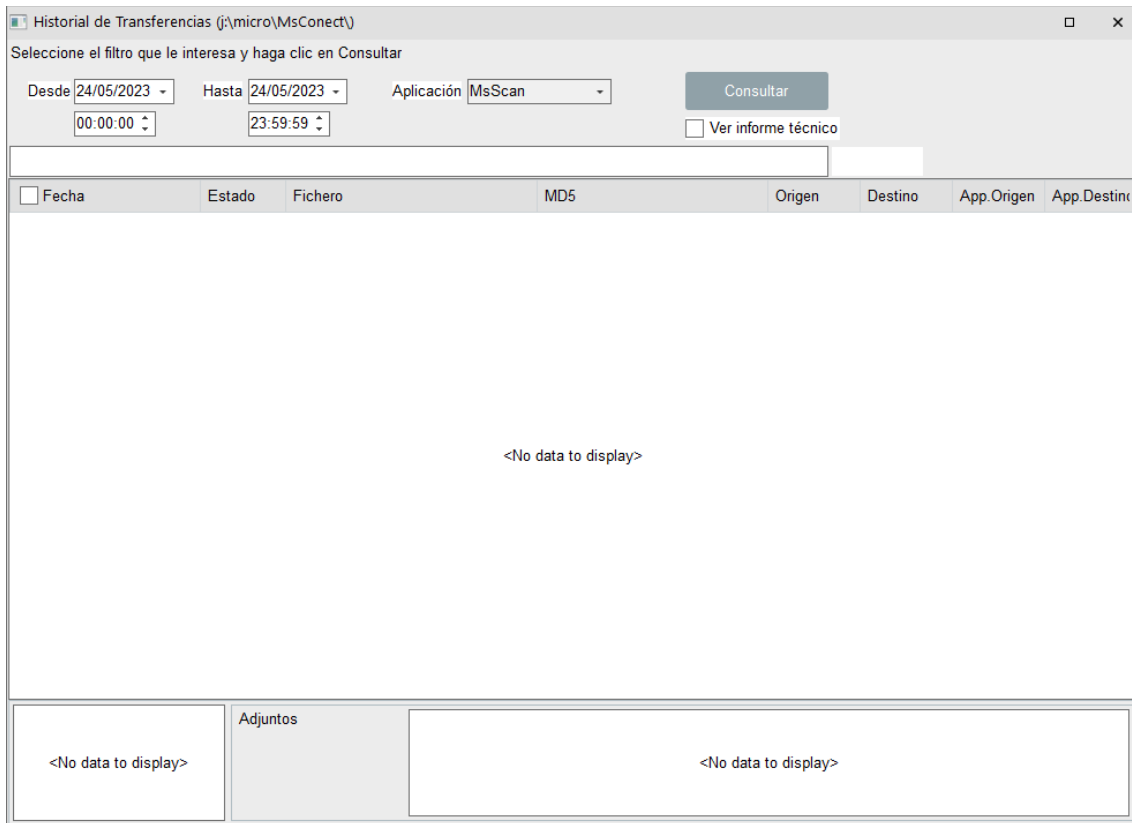 Historial de Transferencias (j:\micro\MsConect\)
Seleccione el filtro que le interesa y haga clic en Consultar
Desde 24/05/2023 Hasta 24/05/2023 Aplicación MsScan Consultar
00:00:00 23:59:59 Ver informe técnico
Fecha Estado Fichero MD5 Origen Destino App.Origen App.Destino
<No data to display>
Adjuntos
<No data to display> <No data to display>